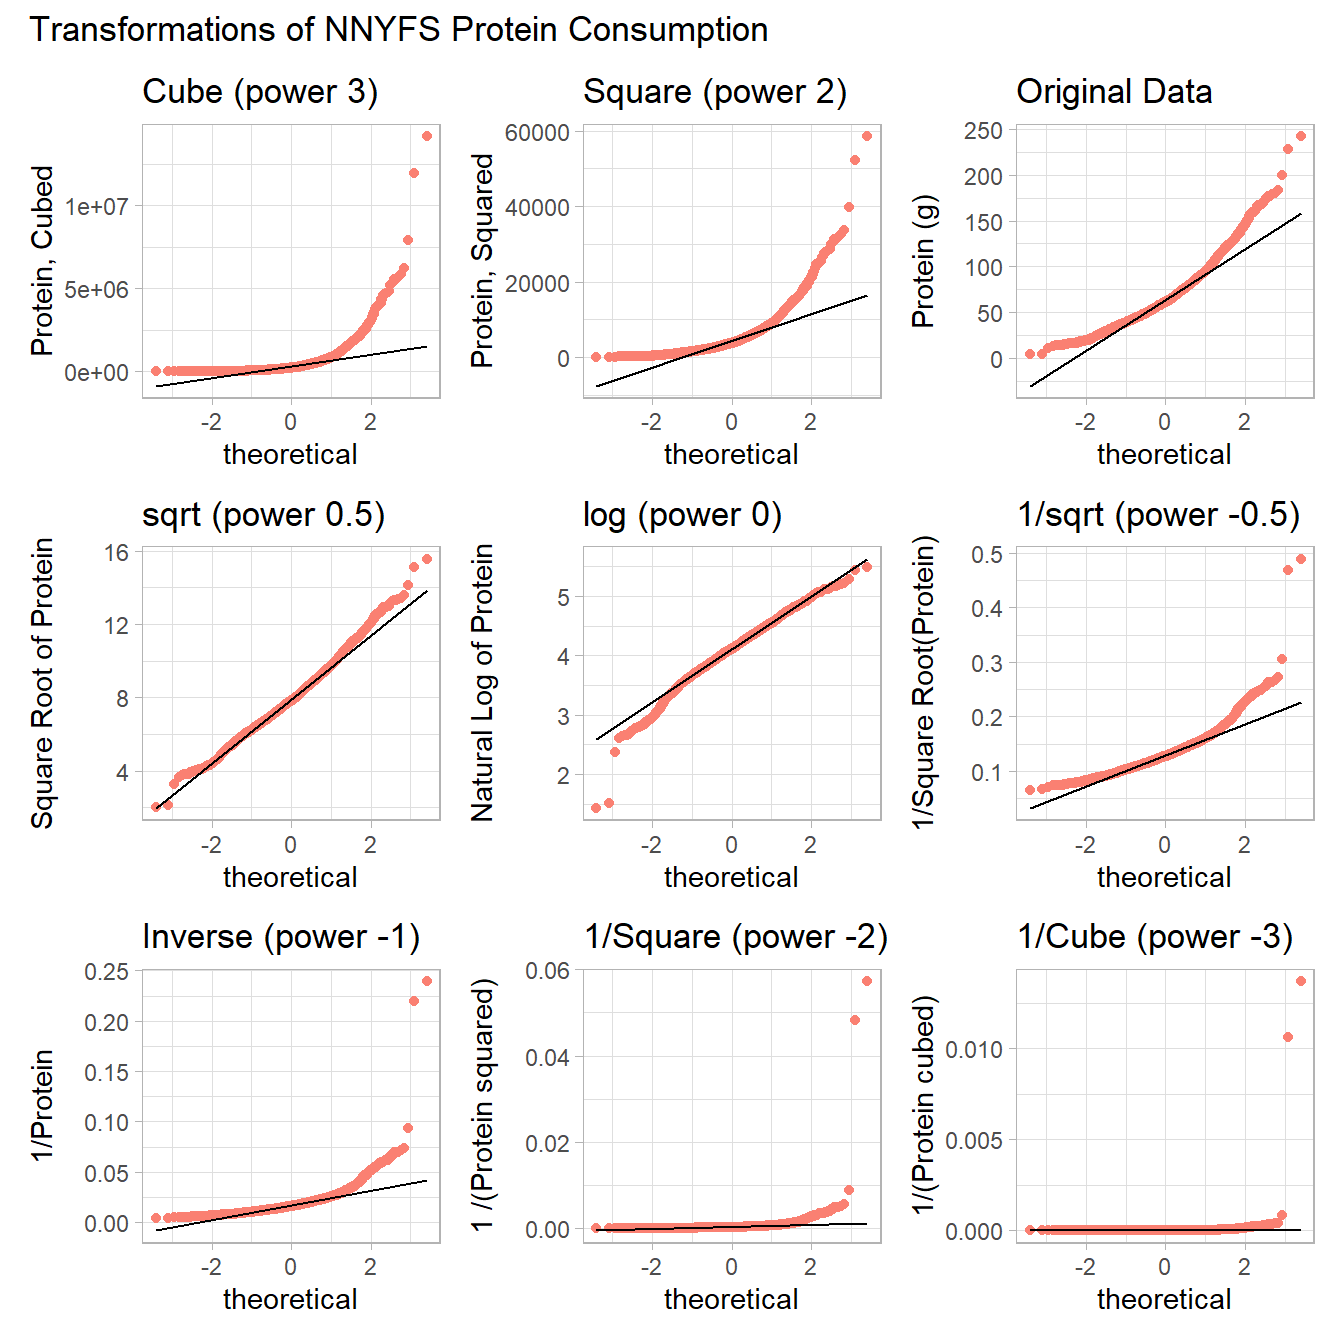 Transformations of NNYFS Protein Consumption
Cube (power 3)
Protein, Cubed
1e+07
5e+06
0e+00
-2 0 2
theoretical
Square (power 2)
Protein, Squared
60000
40000
20000
0
-2 0 2
theoretical
Original Data
Protein (g)
250
200
150
100
50
0
-2 0 2
theoretical
sqrt (power 0.5)
Square Root of Protein
16
12
8
4
-2 0 2
theoretical
log (power 0)
Natural Log of Protein
5
4
3
2
-2 0 2
theoretical
1/sqrt (power -0.5)
1/Square Root(Protein)
0.5
0.4
0.3
0.2
0.1
-2 0 2
theoretical
Inverse (power -1)
1/Protein
0.25
0.20
0.15
0.10
0.05
0.00
-2 0 2
theoretical
1/Square (power -2)
1 /(Protein squared)
0.06
0.04
0.02
0.00
-2 0 2
theoretical
1/Cube (power -3)
1/(Protein cubed)
0.010
0.005
0.000
-2 0 2
theoretical